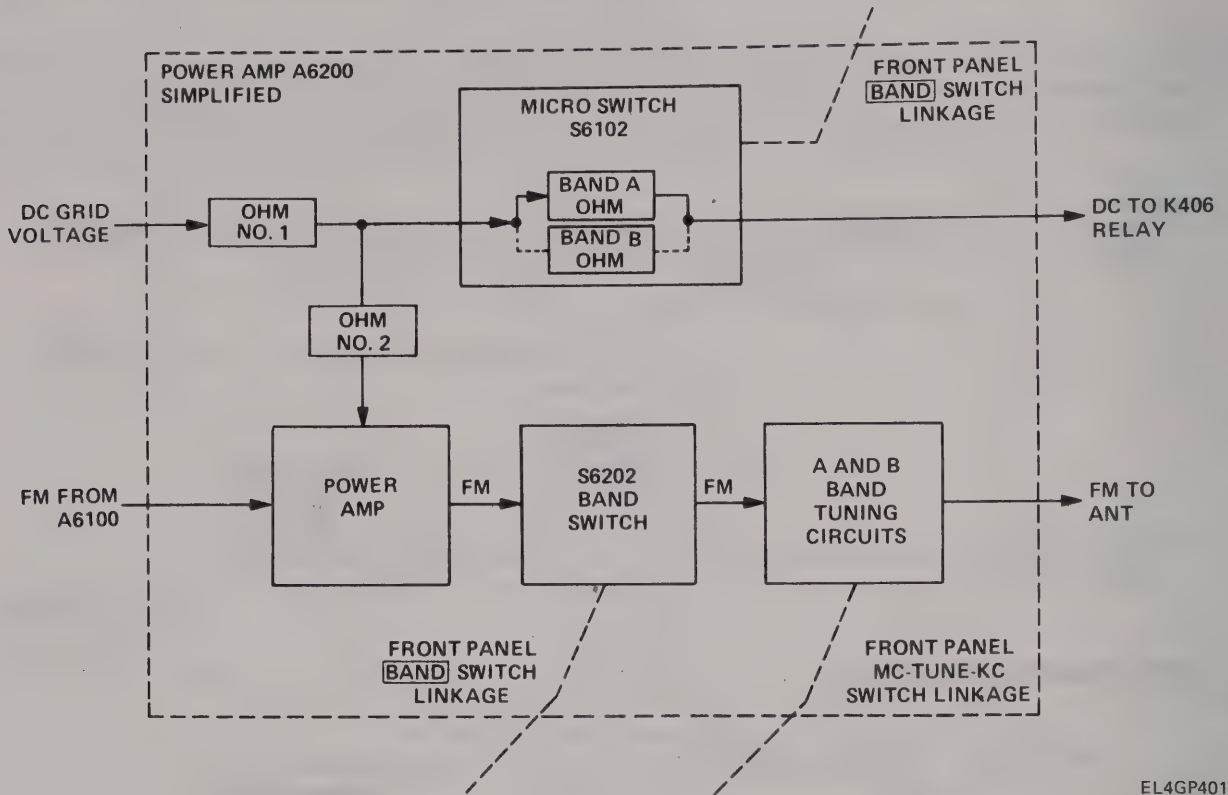 POWER AMP A6200
SIMPLIFIED
MICRO SWITCH
S6102
FRONT PANEL
BAND SWITCH
LINKAGE
DC GRID
VOLTAGE
OHM
NO. 1
BAND A
OHM
BAND B
OHM
DC TO K406
RELAY
OHM
NO. 2
FM FROM
A6100
POWER
AMP
FM
S6202
BAND
SWITCH
FM
A AND B
BAND
TUNING
CIRCUITS
FM TO
ANT
FRONT PANEL
BAND SWITCH
LINKAGE
FRONT PANEL
MC-TUNE-KC
SWITCH LINKAGE
EL4GP401